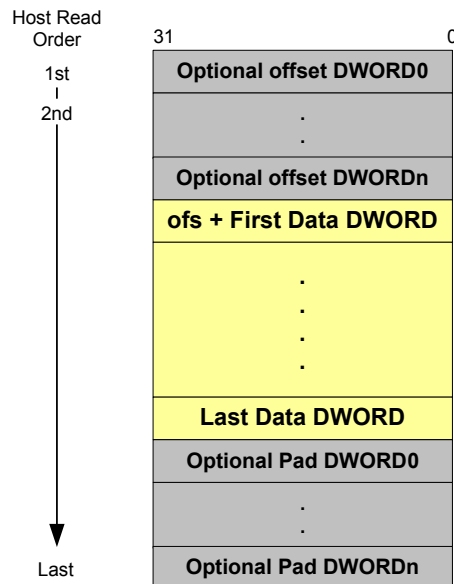 Host Read
Order
31 0
1st
2nd
Optional offset DWORD0
.
.
Optional offset DWORDn
ofs + First Data DWORD
.
.
.
.
Last Data DWORD
Optional Pad DWORD0
.
.
Last
Optional Pad DWORDn